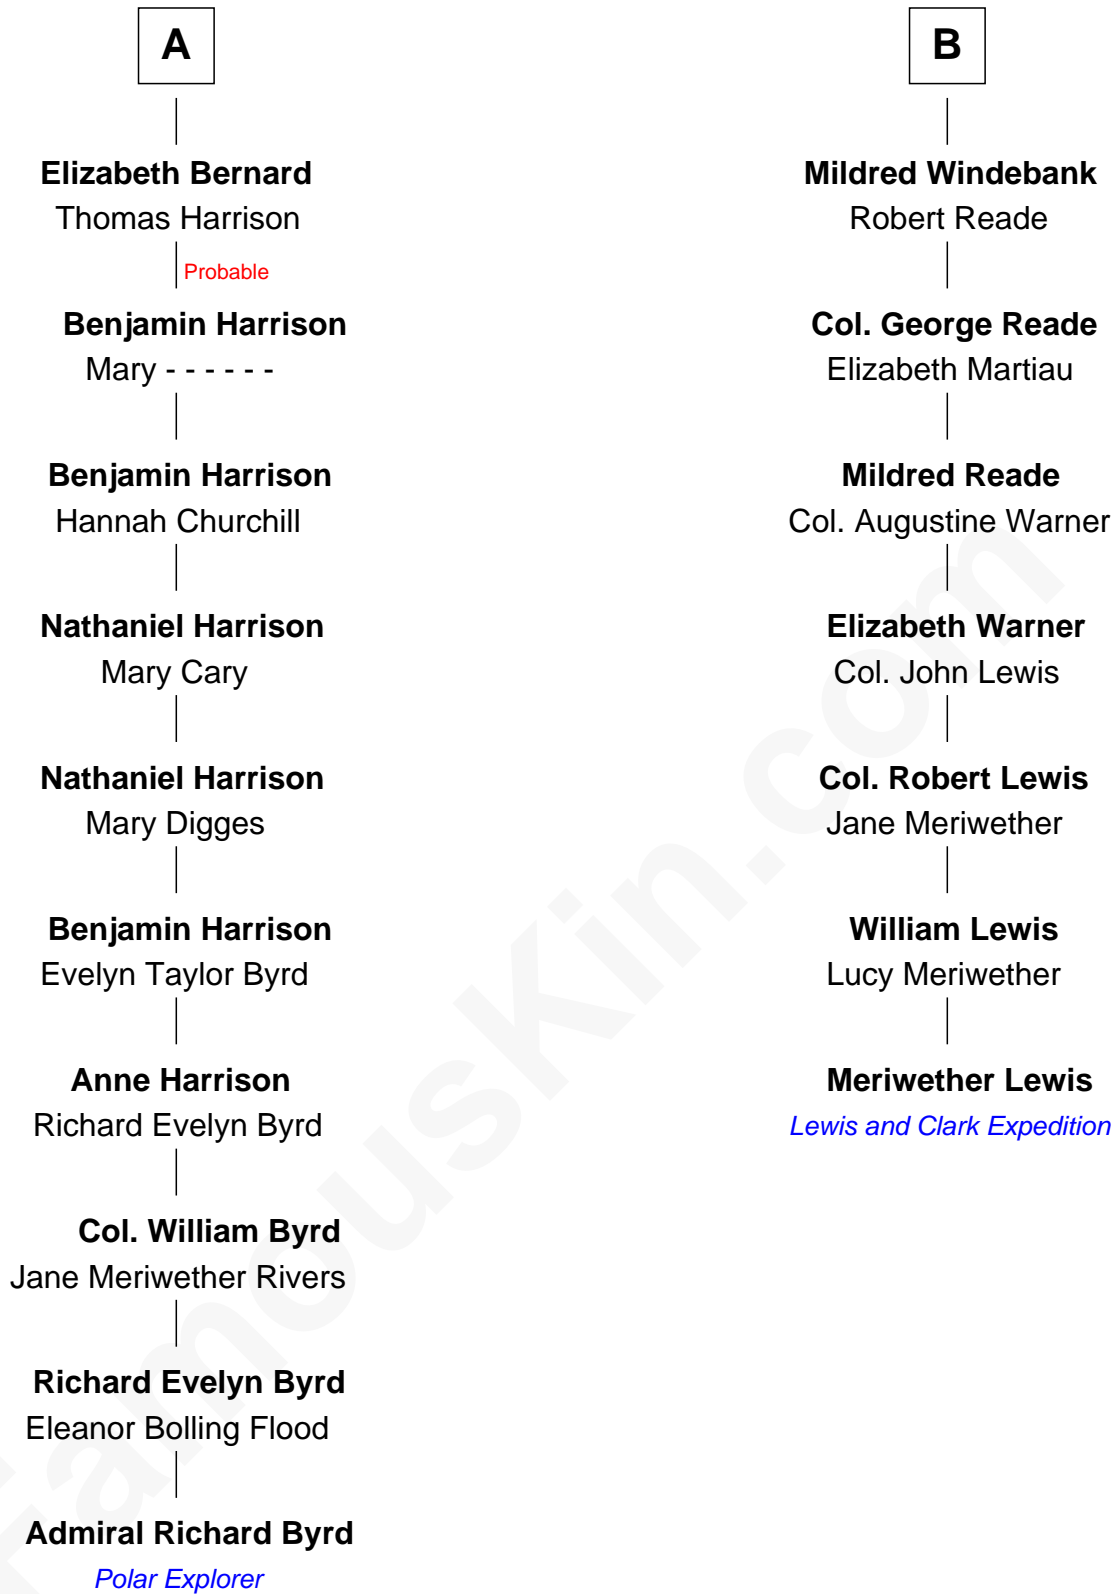 A
Elizabeth Bernard
Thomas Harrison
Probable
Benjamin Harrison
Mary - - - - - -
Benjamin Harrison
Hannah Churchill
Nathaniel Harrison
Mary Cary
Nathaniel Harrison
Mary Digges
Benjamin Harrison
Evelyn Taylor Byrd
Anne Harrison
Richard Evelyn Byrd
Col. William Byrd
Jane Meriwether Rivers
Richard Evelyn Byrd
Eleanor Bolling Flood
Admiral Richard Byrd
Polar Explorer
B
Mildred Windebank
Robert Reade
Col. George Reade
Elizabeth Martiau
Mildred Reade
Col. Augustine Warner
Elizabeth Warner
Col. John Lewis
Col. Robert Lewis
Jane Meriwether
William Lewis
Lucy Meriwether
Meriwether Lewis
Lewis and Clark Expedition
FamousKin.com